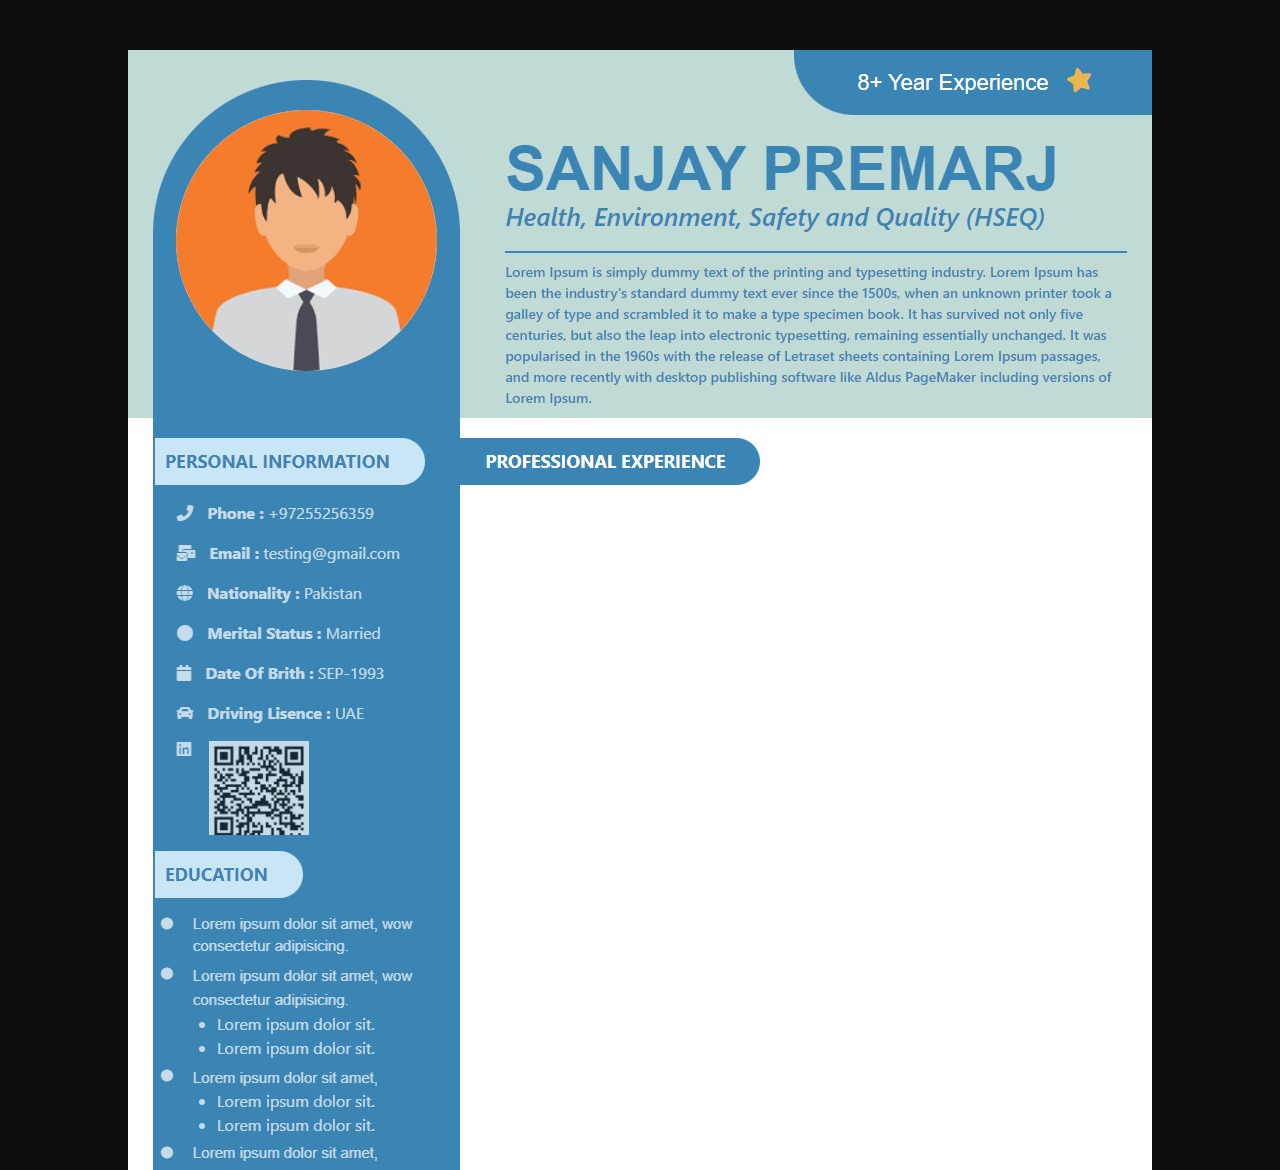 8+ Year Experience
SANJAY PREMARJ
Health, Environment, Safety and Quality (HSEQ)
Lorem Ipsum is simply dummy text of the printing and typesetting industry. Lorem Ipsum has
been the industry's standard dummy text ever since the 1500s, when an unknown printer took a
galley of type and scrambled it to make a type specimen book. It has survived not only five
centuries, but also the leap into electronic typesetting, remaining essentially unchanged. It was
popularised in the 1960s with the release of Letraset sheets containing Lorem Ipsum passages,
and more recently with desktop publishing software like Aldus PageMaker including versions of
Lorem Ipsum.
PERSONAL INFORMATION
Phone : +97255256359
Email : testing@gmail.com
Nationality : Pakistan
Merital Status : Married
Date Of Brith : SEP-1993
Driving Lisence : UAE
in
EDUCATION
Lorem ipsum dolor sit amet, wow
consectetur adipisicing.
Lorem ipsum dolor sit amet, wow
consectetur adipisicing.
Lorem ipsum dolor sit.
Lorem ipsum dolor sit.
Lorem ipsum dolor sit amet,
Lorem ipsum dolor sit.
Lorem ipsum dolor sit.
Lorem ipsum dolor sit amet,
PROFESSIONAL EXPERIENCE